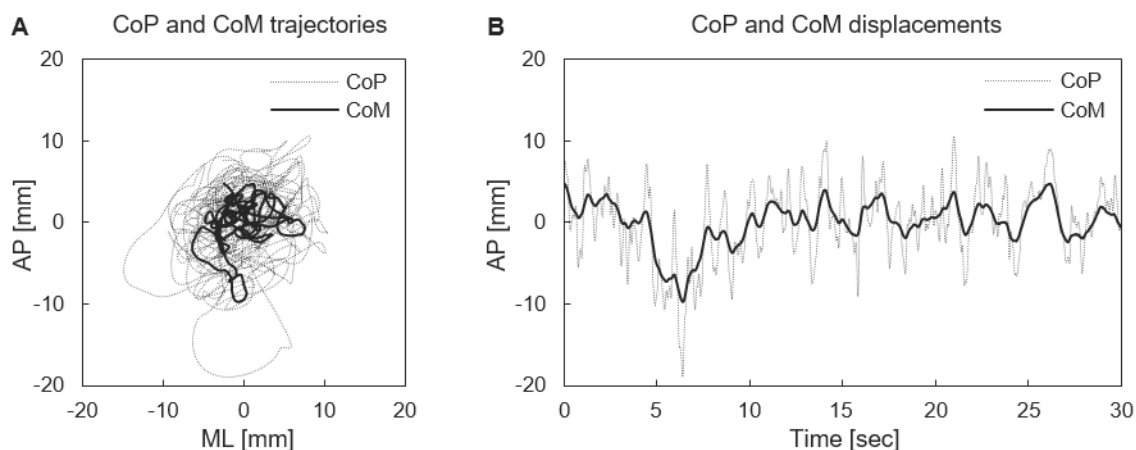 A CoP and CoM trajectories
20
CoP
CoM
10
0
-10
-20
AP [mm]
-20 -10 0 10 20
ML [mm]
B CoP and CoM displacements
20
CoP
CoM
10
0
-10
-20
AP [mm]
0 5 10 15 20 25 30
Time [sec]